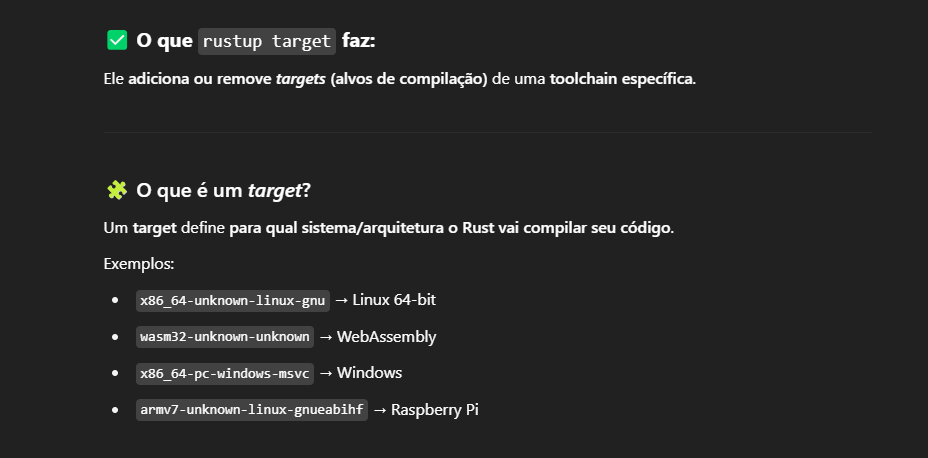 ✅ O que rustup target faz:
Ele adiciona ou remove targets (alvos de compilação) de uma toolchain específica.
🧩 O que é um target?
Um target define para qual sistema/arquitetura o Rust vai compilar seu código.
Exemplos:
• x86_64-unknown-linux-gnu → Linux 64-bit
• wasm32-unknown-unknown → WebAssembly
• x86_64-pc-windows-msvc → Windows
• armv7-unknown-linux-gnueabihf → Raspberry Pi